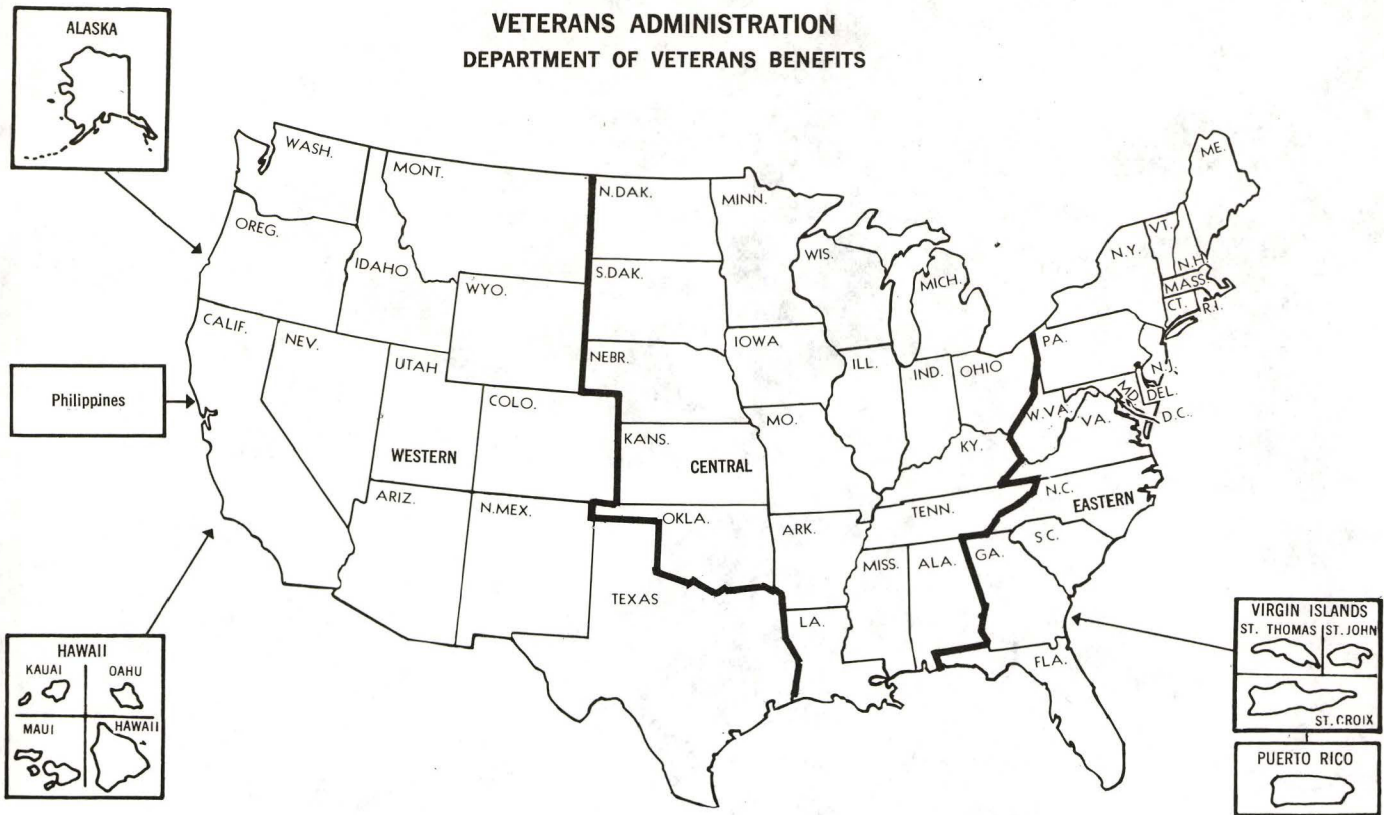 VETERANS ADMINISTRATION
DEPARTMENT OF VETERANS BENEFITS
ALASKA
WASH.
MONT.
N.DAK.
MINN.
ME.
OREG.
IDAHO
WYO.
S.DAK.
WIS.
MICH.
N.Y.
VT.
N.H.
MASS.
CT.
R.I.
CALIF.
NEV.
UTAH
COLO.
NEBR.
IOWA
ILL.
IND.
OHIO
PA.
N.J.
Philippines
WESTERN
KANS.
CENTRAL
MO.
KY.
W.VA.
VA.
MD.
DEL.
D.C.
ARIZ.
N.MEX.
OKLA.
ARK.
TENN.
N.C.
EASTERN
S.C.
TEXAS
LA.
MISS.
ALA.
GA.
FLA.
HAWAII
KAUAI
OAHU
MAUI
HAWAII
VIRGIN ISLANDS
ST. THOMAS
ST. JOHN
ST. CROIX
PUERTO RICO